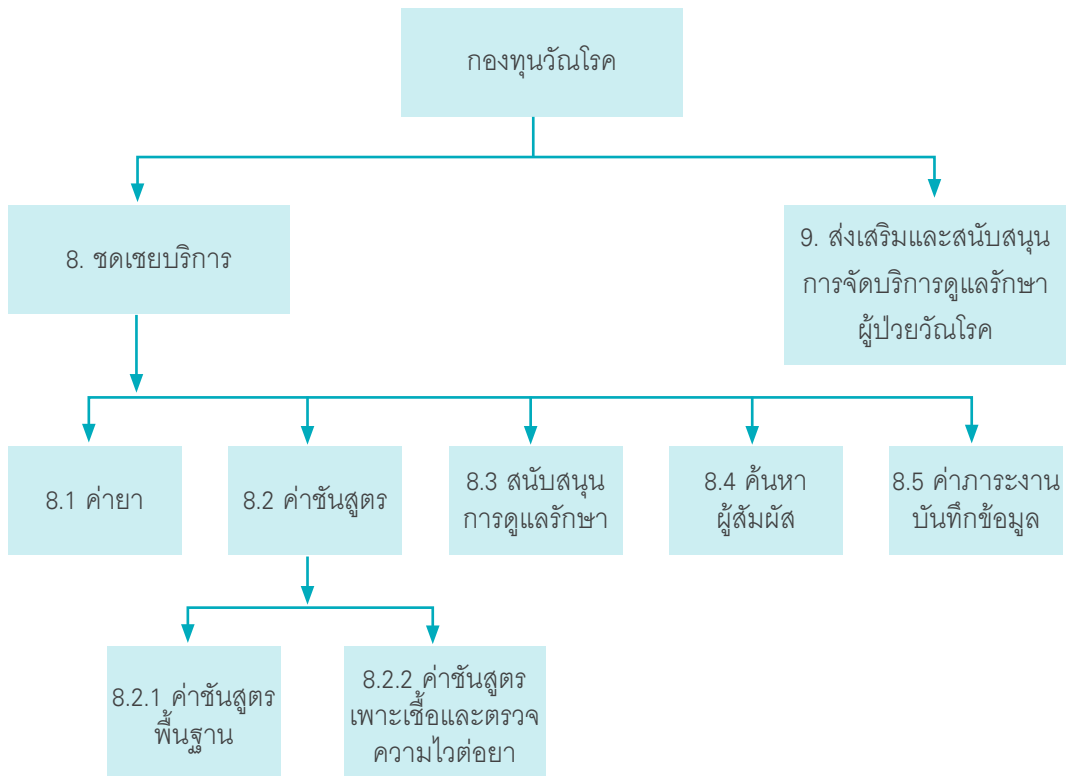 กองทุนวัณโรค
8. ชดเชยบริการ
9. ส่งเสริมและสนับสนุน
การจัดบริการดูแลรักษา
ผู้ป่วยวัณโรค
8.1 ค่ายา
8.2 ค่าชันสูตร
8.3 สนับสนุน
การดูแลรักษา
8.4 ค้นหา
ผู้สัมผัส
8.5 ค่าภาระงาน
บันทึกข้อมูล
8.2.1 ค่าชันสูตร
พื้นฐาน
8.2.2 ค่าชันสูตร
เพาะเชื้อและตรวจ
ความไวต่อยา